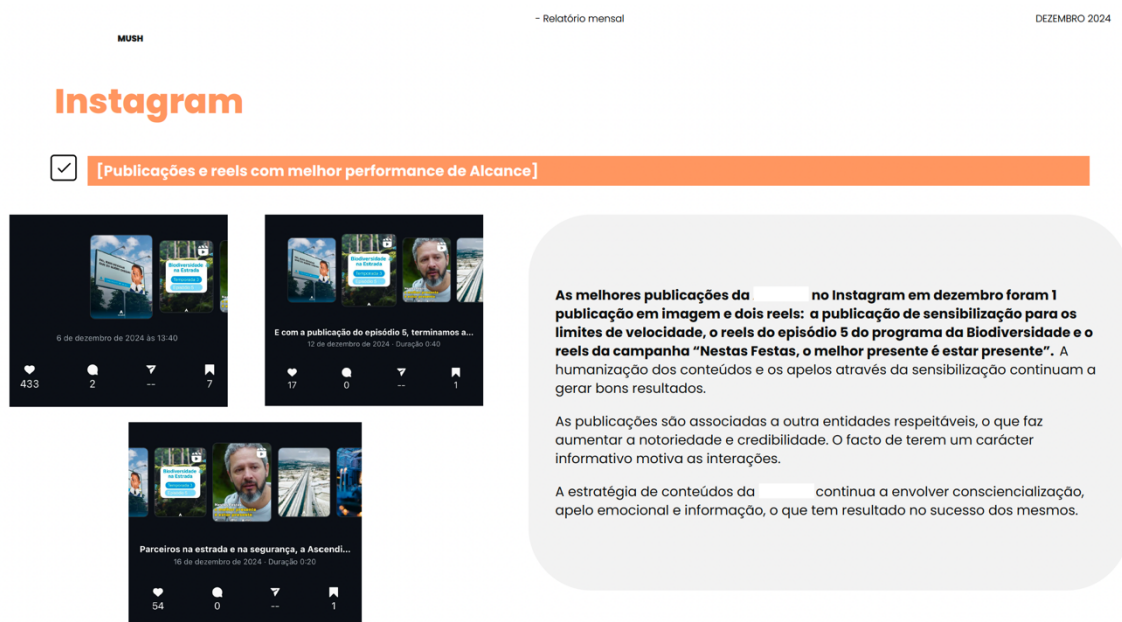 - Relatório mensal
DEZEMBRO 2024
MUSH
Instagram
[Publicações e reels com melhor performance de Alcance]
Biodiversidade
na Estrada
6 de dezembro de 2024 às 13:40
433
2
--
7
Biodiversidade
na Estrada
E com a publicação do episódio 5, terminamos a...
12 de dezembro de 2024 · Duração 0:40
17
0
--
1
Biodiversidade
na Estrada
Parceiros na estrada e na segurança, a Ascendi...
16 de dezembro de 2024 · Duração 0:20
54
0
--
1
As melhores publicações da no Instagram em dezembro foram 1
publicação em imagem e dois reels: a publicação de sensibilização para os
limites de velocidade, o reels do episódio 5 do programa da Biodiversidade e o
reels da campanha “Nestas Festas, o melhor presente é estar presente”. A
humanização dos conteúdos e os apelos através da sensibilização continuam a
gerar bons resultados.
As publicações são associadas a outra entidades respeitáveis, o que faz
aumentar a notoriedade e credibilidade. O facto de terem um carácter
informativo motiva as interações.
A estratégia de conteúdos da continua a envolver consciencialização,
apelo emocional e informação, o que tem resultado no sucesso dos mesmos.